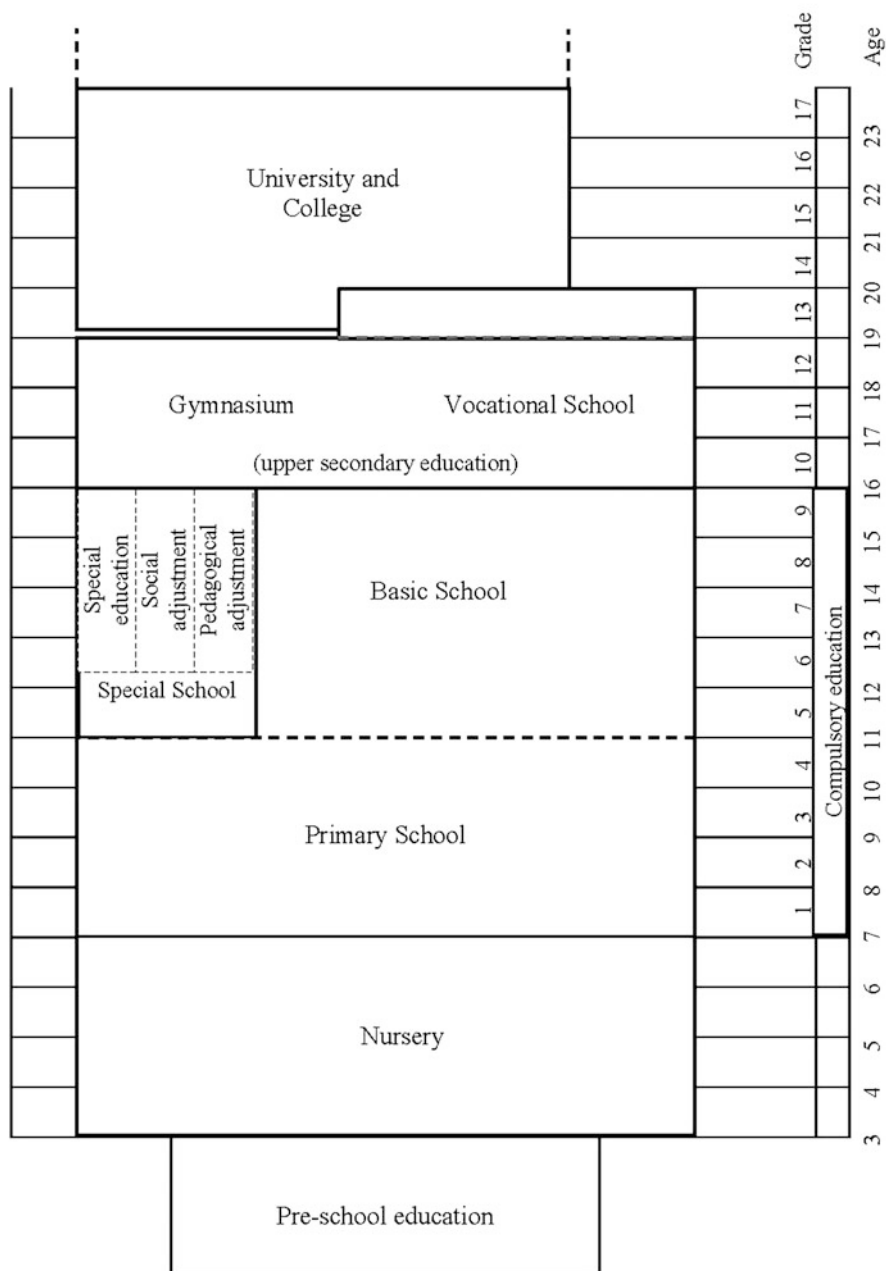 Grade
Age
University and
College
17
16
15
14
13
12
11
10
9
8
7
6
5
4
3
2
1
23
22
21
20
19
18
17
16
15
14
13
12
11
10
9
8
7
6
5
4
3
Gymnasium
Vocational School
(upper secondary education)
Special
education
Social
adjustment
Pedagogical
adjustment
Special School
Basic School
Compulsory education
Primary School
Nursery
Pre-school education